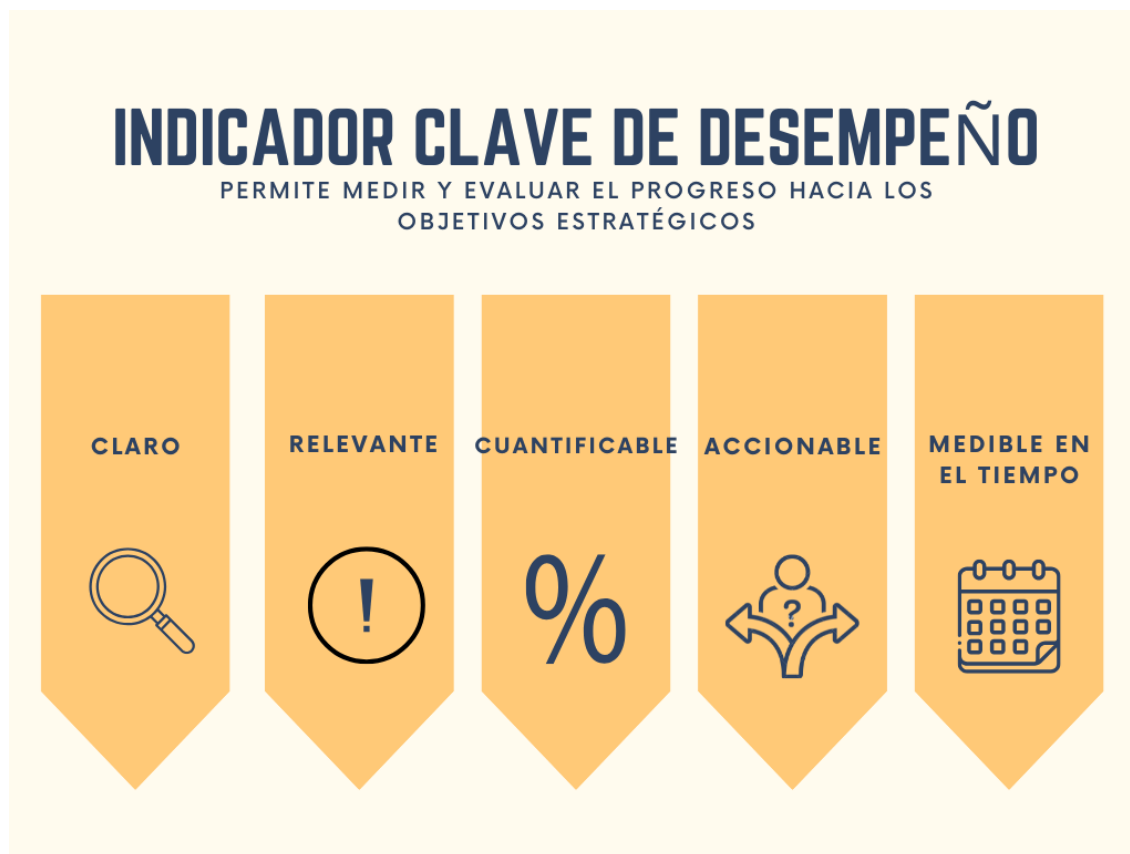 INDICADOR CLAVE DE DESEMPEÑO
PERMITE MEDIR Y EVALUAR EL PROGRESO HACIA LOS
OBJETIVOS ESTRATÉGICOS
CLARO
RELEVANTE
CUANTIFICABLE
ACCIONABLE
MEDIBLE EN
EL TIEMPO
!
%
?